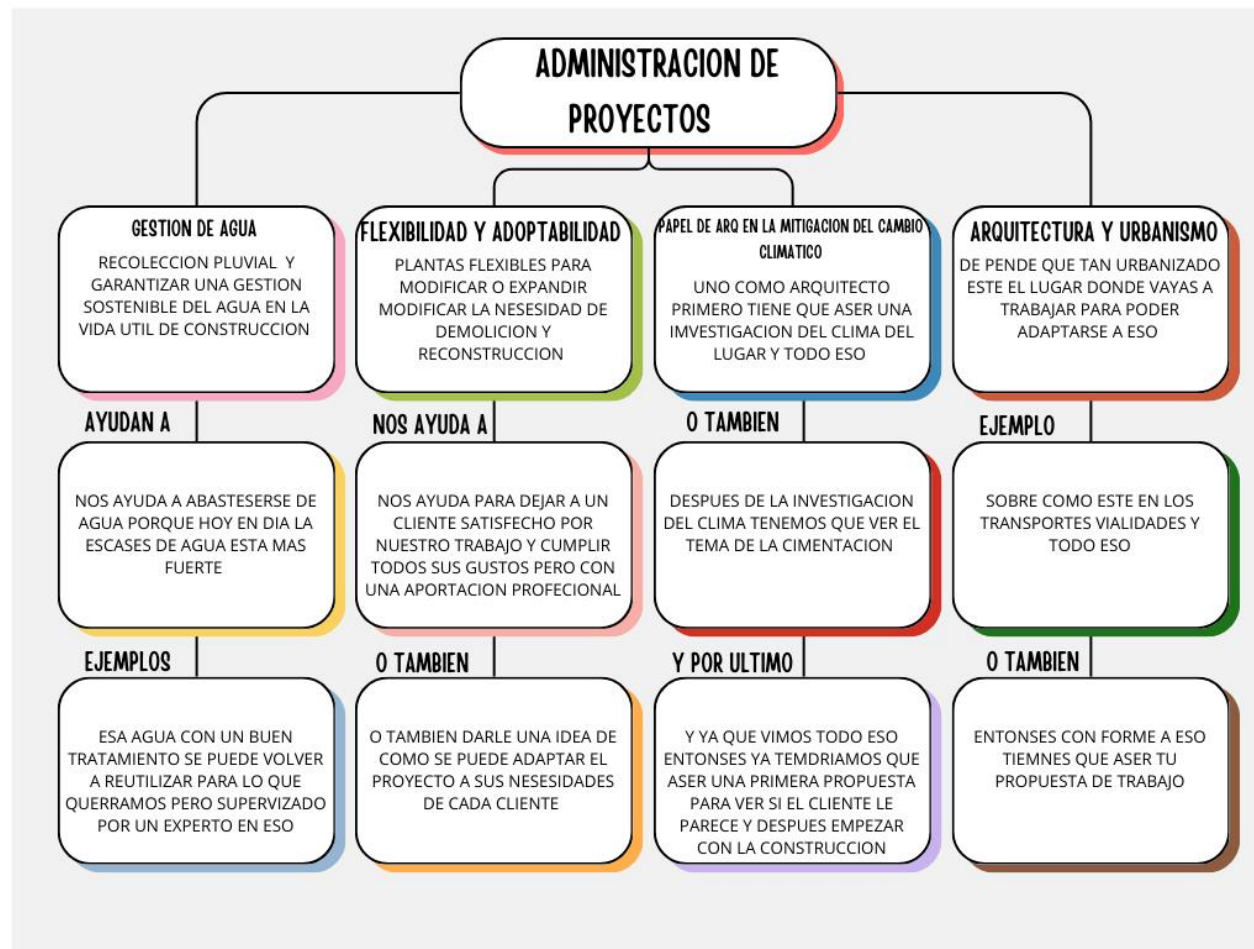 ADMINISTRACION DE
PROYECTOS
GESTION DE AGUA
RECOLECCION PLUVIAL Y
GARANTIZAR UNA GESTION
SOSTENIBLE DEL AGUA EN LA
VIDA UTIL DE CONSTRUCCION
AYUDAN A
NOS AYUDA A ABASTESERSE DE
AGUA PORQUE HOY EN DIA LA
ESCASES DE AGUA ESTA MAS
FUERTE
EJEMPLOS
ESA AGUA CON UN BUEN
TRATAMIENTO SE PUEDE VOLVER
A REUTILIZAR PARA LO QUE
QUERRAMOS PERO SUPERVIZADO
POR UN EXPERTO EN ESO
FLEXIBILIDAD Y ADOPTABILIDAD
PLANTAS FLEXIBLES PARA
MODIFICAR O EXPANDIR
MODIFICAR LA NESESIDAD DE
DEMOLICION Y
RECONSTRUCCION
NOS AYUDA A
NOS AYUDA PARA DEJAR A UN
CLIENTE SATISFECHO POR
NUESTRO TRABAJO Y CUMPLIR
TODOS SUS GUSTOS PERO CON
UNA APORTACION PROFECIONAL
O TAMBIEN
O TAMBIEN DARLE UNA IDEA DE
COMO SE PUEDE ADAPTAR EL
PROYECTO A SUS NESESIDADES
DE CADA CLIENTE
PAPEL DE ARQ EN LA MITIGACION DEL CAMBIO
CLIMATICO
UNO COMO ARQUITECTO
PRIMERO TIENE QUE ASER UNA
IMVESTIGACION DEL CLIMA DEL
LUGAR Y TODO ESO
O TAMBIEN
DESPUES DE LA INVESTIGACION
DEL CLIMA TENEMOS QUE VER EL
TEMA DE LA CIMENTACION
Y POR ULTIMO
Y YA QUE VIMOS TODO ESO
ENTONSES YA TEMDRIAMOS QUE
ASER UNA PRIMERA PROPUESTA
PARA VER SI EL CLIENTE LE
PARECE Y DESPUES EMPEZAR
CON LA CONSTRUCCION
ARQUITECTURA Y URBANISMO
DE PENDE QUE TAN URBANIZADO
ESTE EL LUGAR DONDE VAYAS A
TRABAJAR PARA PODER
ADAPTARSE A ESO
EJEMPLO
SOBRE COMO ESTE EN LOS
TRANSPORTES VIALIDADES Y
TODO ESO
O TAMBIEN
ENTONSES CON FORME A ESO
TIEMNES QUE ASER TU
PROPUESTA DE TRABAJO